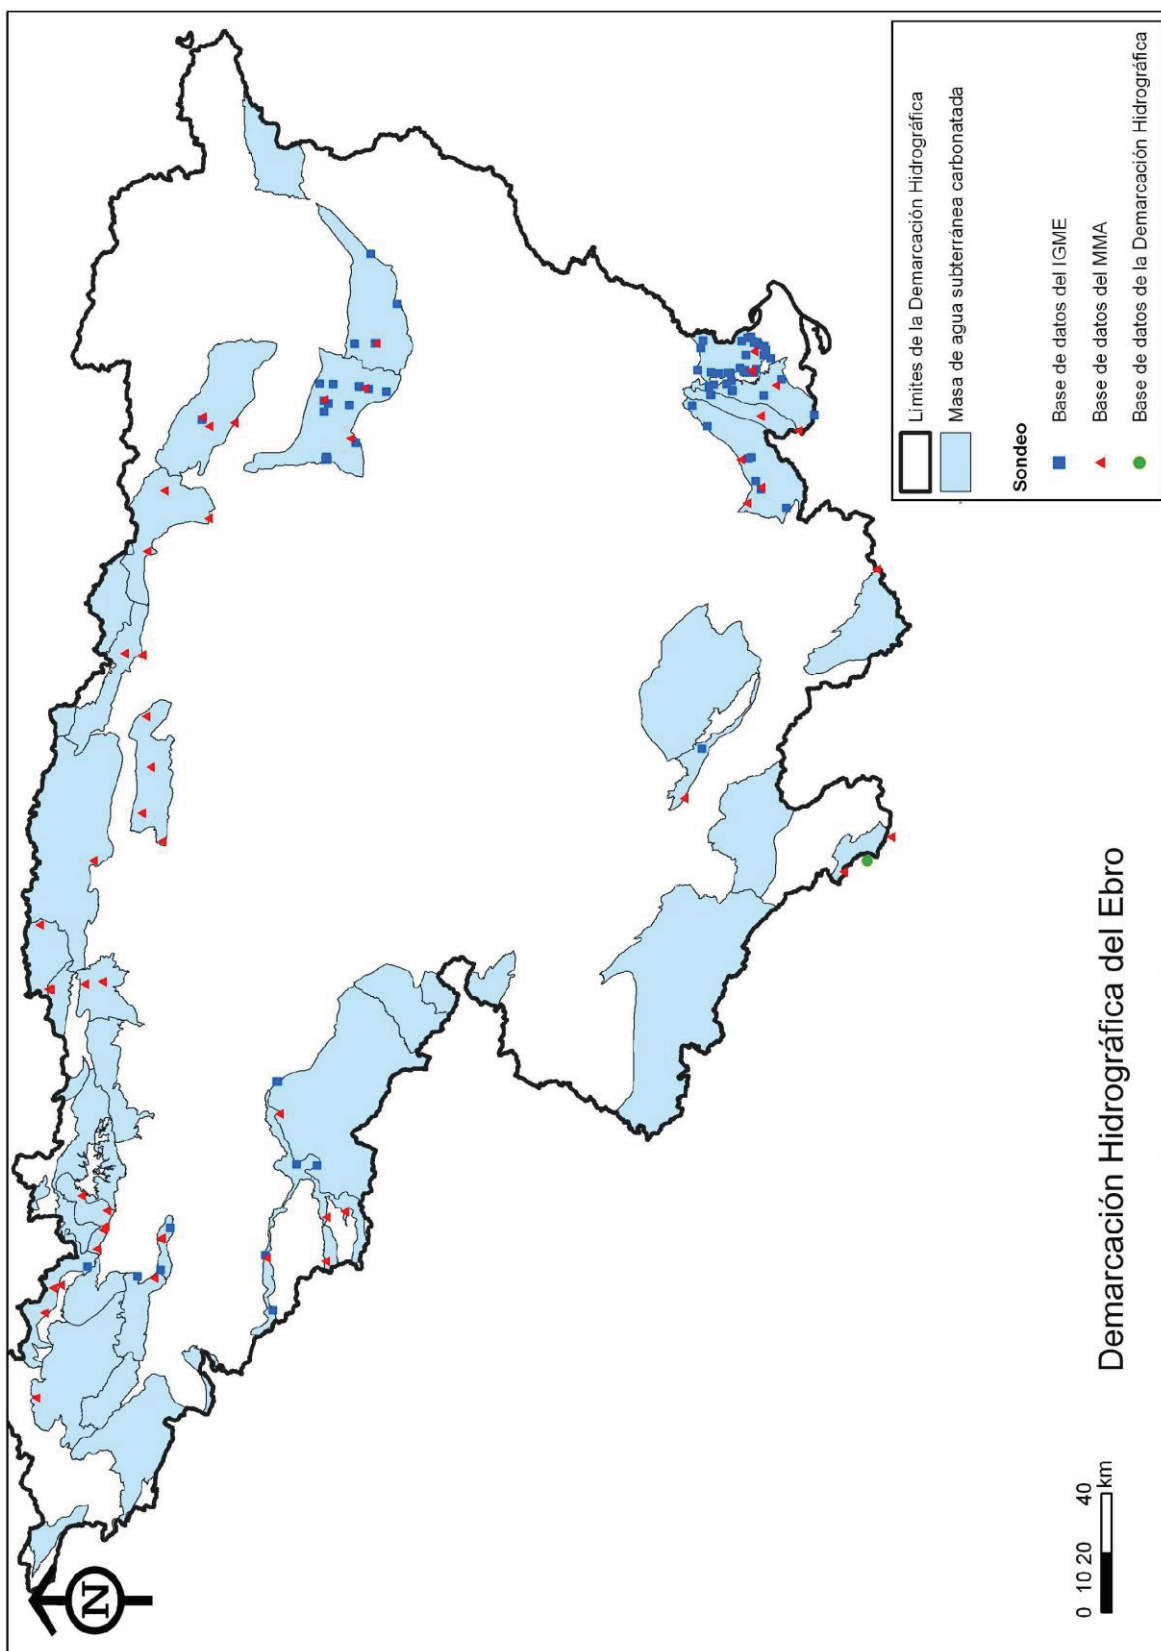 N
Límites de la Demarcación Hidrográfica
Masa de agua subterránea carbonatada
Sondeo
Base de datos del IGME
Base de datos del MMA
Base de datos de la Demarcación Hidrográfica
Demarcación Hidrográfica del Ebro
0 10 20 40
km